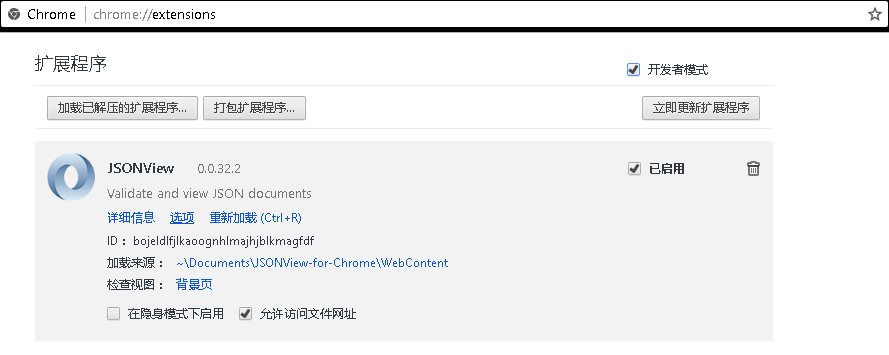 Chrome chrome://extensions
扩展程序
开发者模式
加载已解压的扩展程序... 打包扩展程序... 立即更新扩展程序
JSONView 0.0.32.2 已启用
Validate and view JSON documents
详细信息 选项 重新加载 (Ctrl+R)
ID：bojeldlfjlkaoognhlmajhjblkmagfdf
加载来源： ~\Documents\JSONView-for-Chrome\WebContent
检查视图： 背景页
在隐身模式下启用 允许访问文件网址